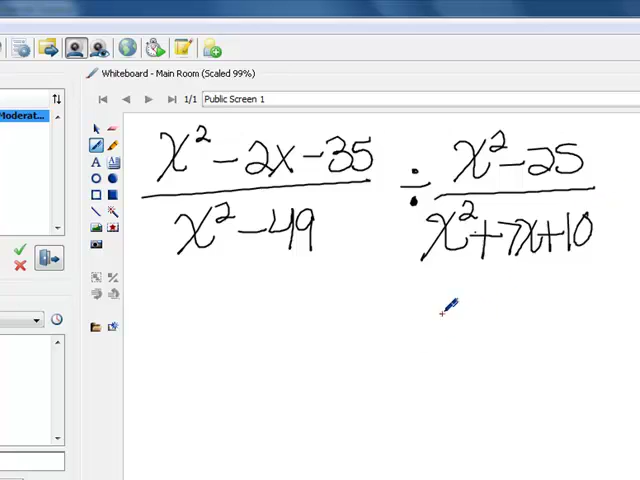 Whiteboard - Main Room (Scaled 99%)
1/1 Public Screen 1
Moderat...
A A
x² - 2x - 35 ÷ x² - 25
x² - 49 x² + 7x + 10